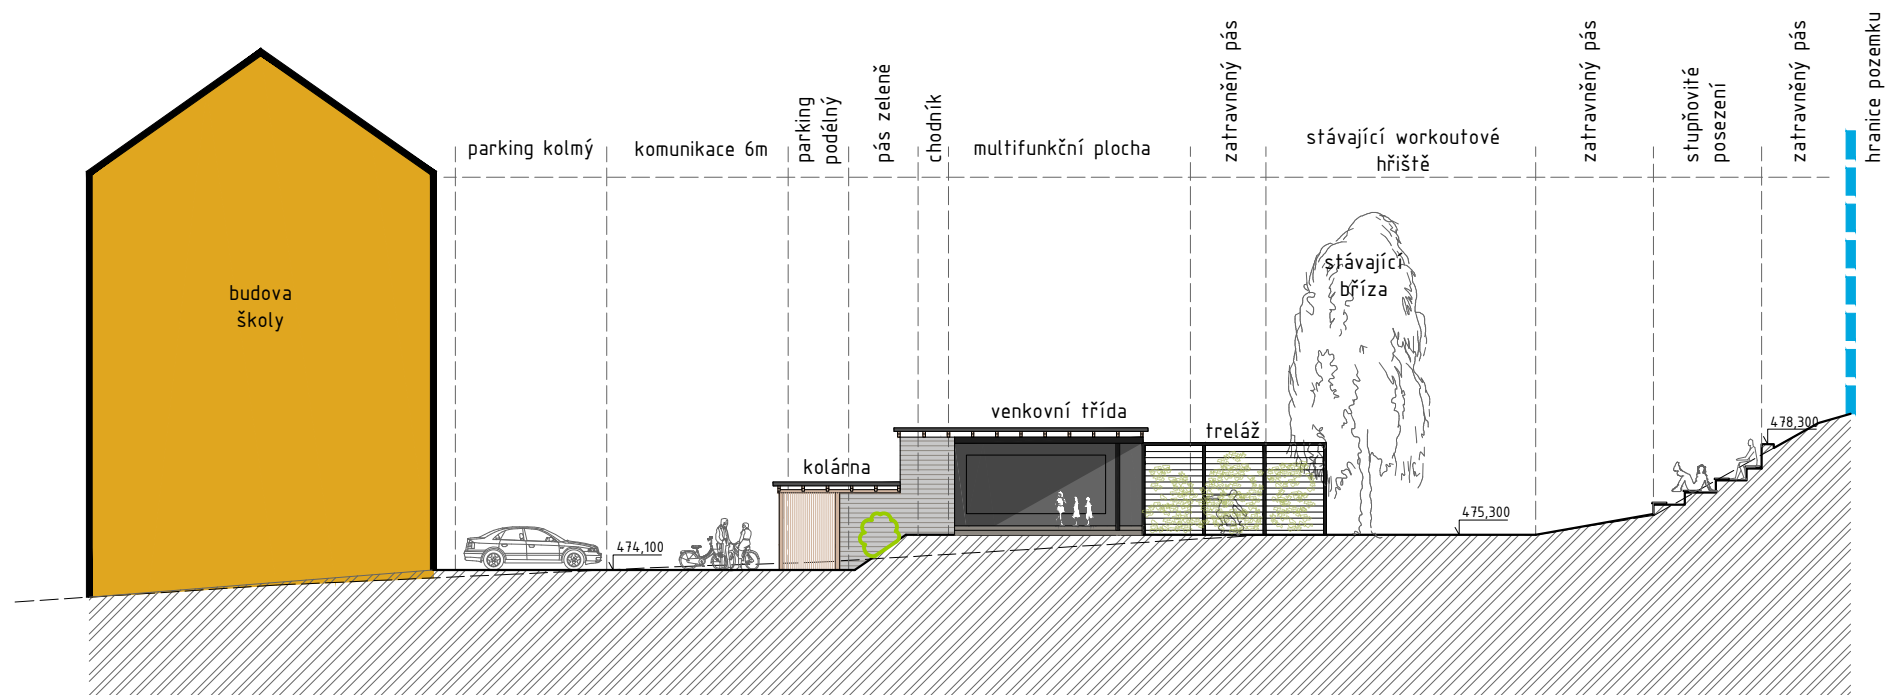 parking kolmý
komunikace 6m
parking
podélný
pás zeleně
chodník
multifunkční plocha
zatravněný pás
stávající workoutové
hřiště
zatravněný pás
stupňovité
posezení
zatravněný pás
hranice pozemku
budova
školy
stávající
bříza
venkovní třída
treláž
kolárna
478,300
475,300
474,100